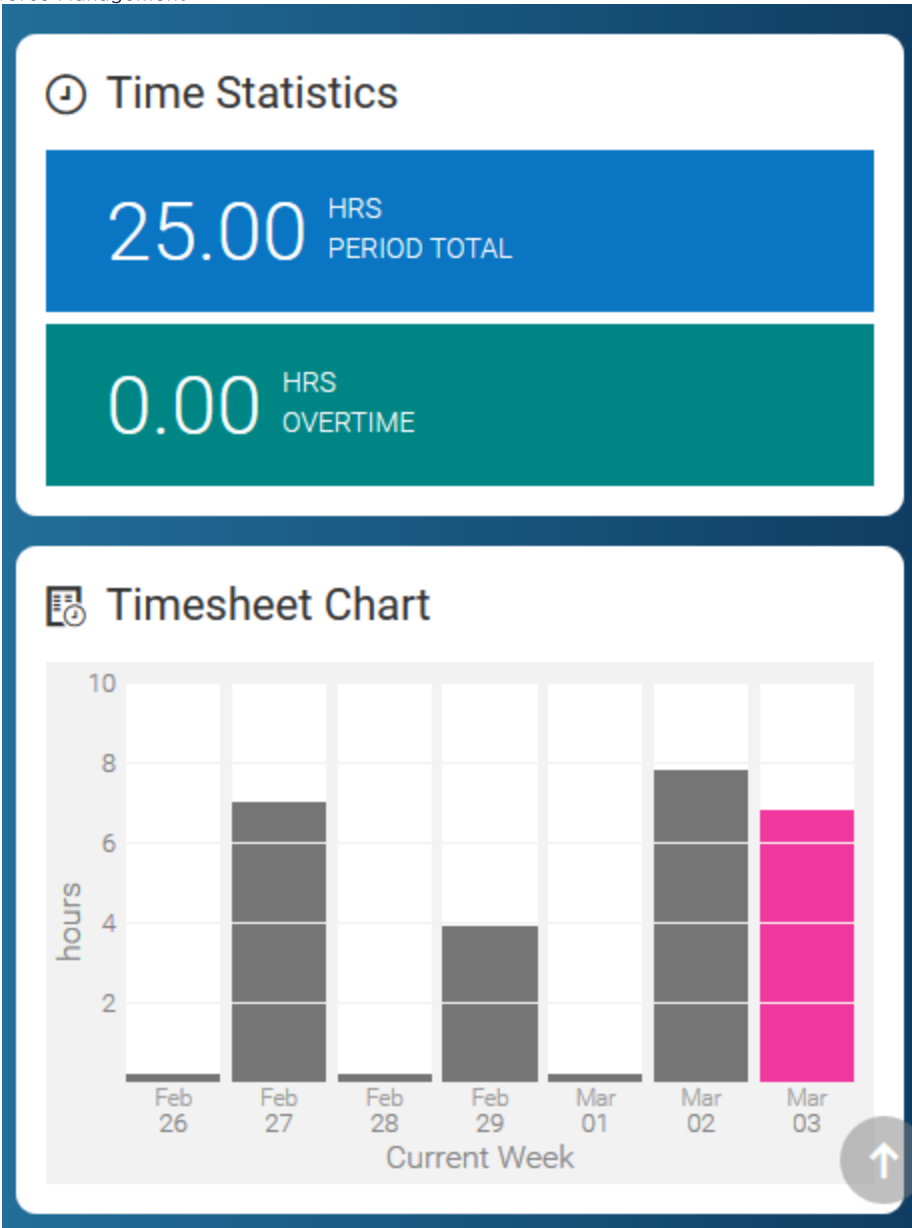 Time Statistics
25.00 HRS
PERIOD TOTAL
0.00 HRS
OVERTIME
Timesheet Chart
10
8
6
4
2
hours
Feb Feb Feb Feb Mar Mar Mar
26 27 28 29 01 02 03
Current Week